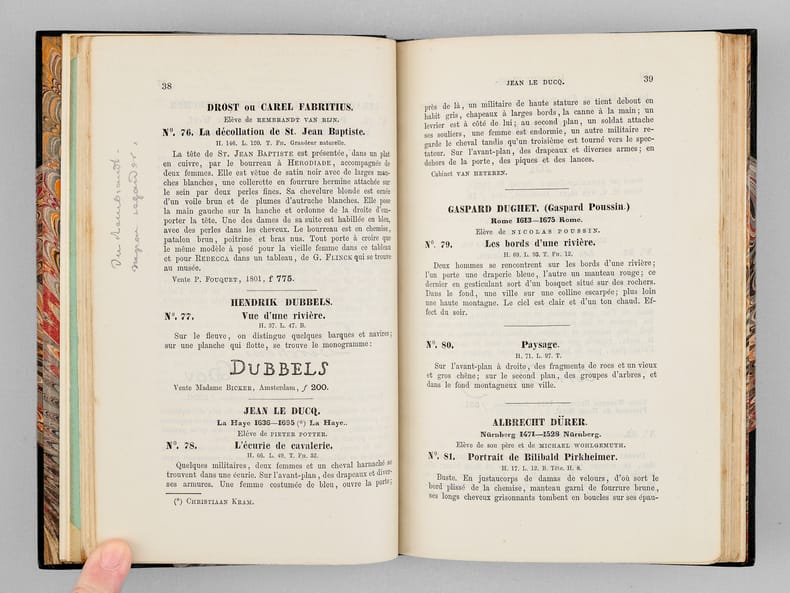 38
DROST ou CAREL FABRITIUS.
Elève de REMBRANDT VAN RIJN.
N°. 76. La décollation de St. Jean Baptiste.
H. 146. L. 120. T. Fn. Grandeur naturelle.
La tête de ST. JEAN BAPTISTE est présentée, dans un plat
en cuivre, par le bourreau à HERODIADE, accompagnée de
deux femmes. Elle est vêtue de satin noir avec de larges man-
ches blanches, une collerette en fourrure hermine attachée sur
le sein par deux perles fines. Sa chevelure blonde est ornée
d'un voile brun et de plumes d'autruche blanches. Elle pose
la main gauche sur la hanche et ordonne de la droite d'em-
porter la tête. Une des dames de sa suite est habillée en bleu,
avec des perles dans les cheveux. Le bourreau est en chemise,
patalon brun, poitrine et bras nus. Tout porte à croire que
le même modèle à posé pour la vieille femme dans ce tableau
et pour REBECCA dans un tableau, de G. FLINCK qui se trouve
au musée.
Vente P. FOUQUET, 1801, f 775.
HENDRIK DUBBELS.
N°. 77. Vue d'une rivière.
H. 37. L. 47. B.
Sur le fleuve, on distingue quelques barques et navires;
sur une planche qui flotte, se trouve le monogramme:
DUBBELS
Vente Madame BICKER, Amsterdam, f 200.
JEAN LE DUCQ.
La Haye 1636—1695 (*) La Haye..
Elève de PIETER POTTER.
N°. 78. L'écurie de cavalerie.
H. 66. L. 49. T. Fn. 32.
Quelques militaires, deux femmes et un cheval harnaché se
trouvent dans une écurie. Sur l'avant-plan, des drapeaux et diver-
ses armures. Une femme costumée de bleu, ouvre la porte;
(*) CHRISTIAAN KRAM.
Du Rembrandt -
JEAN LE DUCQ. 39
près de là, un militaire de haute stature se tient debout en
habit gris, chapeaux à larges bords, la canne à la main; un
levrier est à côté de lui; au second plan, un soldat attache
ses souliers, une femme est endormie, un autre militaire re-
garde le cheval tandis qu'un troisième est tourné vers le spec-
tateur. Sur l'avant-plan, des drapeaux et diverses armes; en
dehors de la porte, des piques et des lances.
Cabinet VAN HETEREN.
GASPARD DUGHET. (Gaspard Poussin.)
Rome 1613—1675 Rome.
Elève de NICOLAS POUSSIN.
N°. 79. Les bords d'une rivière.
H. 69. L. 93. T. Fn. 12.
Deux hommes se rencontrent sur les bords d'une rivière;
l'un porte une draperie bleue, l'autre un manteau rouge; ce
dernier en gesticulant sort d'un bosquet situé sur des rochers.
Dans le fond, une ville sur une colline escarpée; plus loin
une haute montagne. Le ciel est clair et d'un ton chaud. Ef-
fect du soir.
N°. 80. Paysage.
H. 71. L. 97. T.
Sur l'avant-plan à droite, des fragments de rocs et un vieux
et gros chêne; sur le second plan, des groupes d'arbres, et
dans le fond montagneux une ville.
ALBRECHT DÜRER.
Nürnberg 1471—1528 Nürnberg.
Elève de son père et de MICHAEL WOHLGEMUTH.
N°. 81. Portrait de Bilibald Pirkheimer.
H. 17. L. 12. B. Tête. H. 8.
Buste. En justaucorps de damas de velours, d'où sort le
bord plissé de la chemise, manteau garni de fourrure brune,
ses longs cheveux grisonnants tombent en boucles sur ses épau-